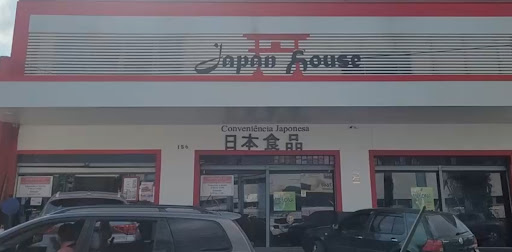 Japan House
Conveniência Japonesa
日本食品